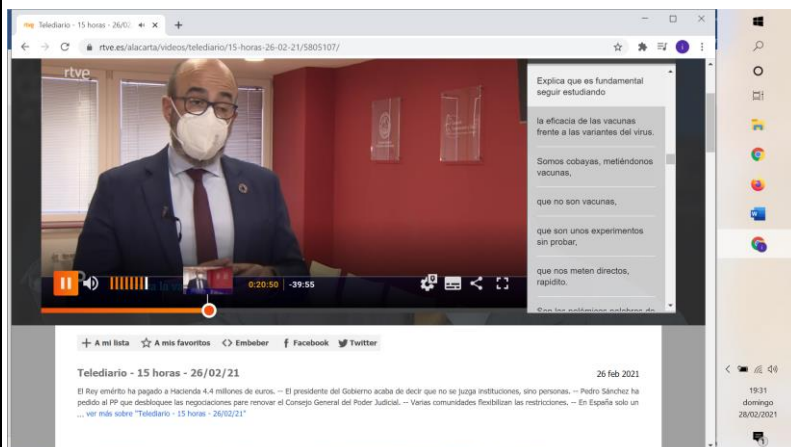 rtve Telediario - 15 horas - 26/02
rtve.es/alacarta/videos/telediario/15-horas-26-02-21/5805107/
rtve
Explica que es fundamental
seguir estudiando
la eficacia de las vacunas
frente a las variantes del virus.
Somos cobayas, metiéndonos
vacunas,
que no son vacunas,
que son unos experimentos
sin probar,
que nos meten directos,
rapidito.
Son las polémicas palabras de
0:20:50 -39:55
A mi lista A mis favoritos Embeber Facebook Twitter
Telediario - 15 horas - 26/02/21 26 feb 2021
El Rey emérito ha pagado a Hacienda 4.4 millones de euros. -- El presidente del Gobierno acaba de decir que no se juzga instituciones, sino personas. -- Pedro Sánchez ha
pedido al PP que desbloquee las negociaciones pare renovar el Consejo General del Poder Judicial. -- Varias comunidades flexibilizan las restricciones. -- En España solo un
... ver más sobre "Telediario - 15 horas - 26/02/21"
19:31
domingo
28/02/2021